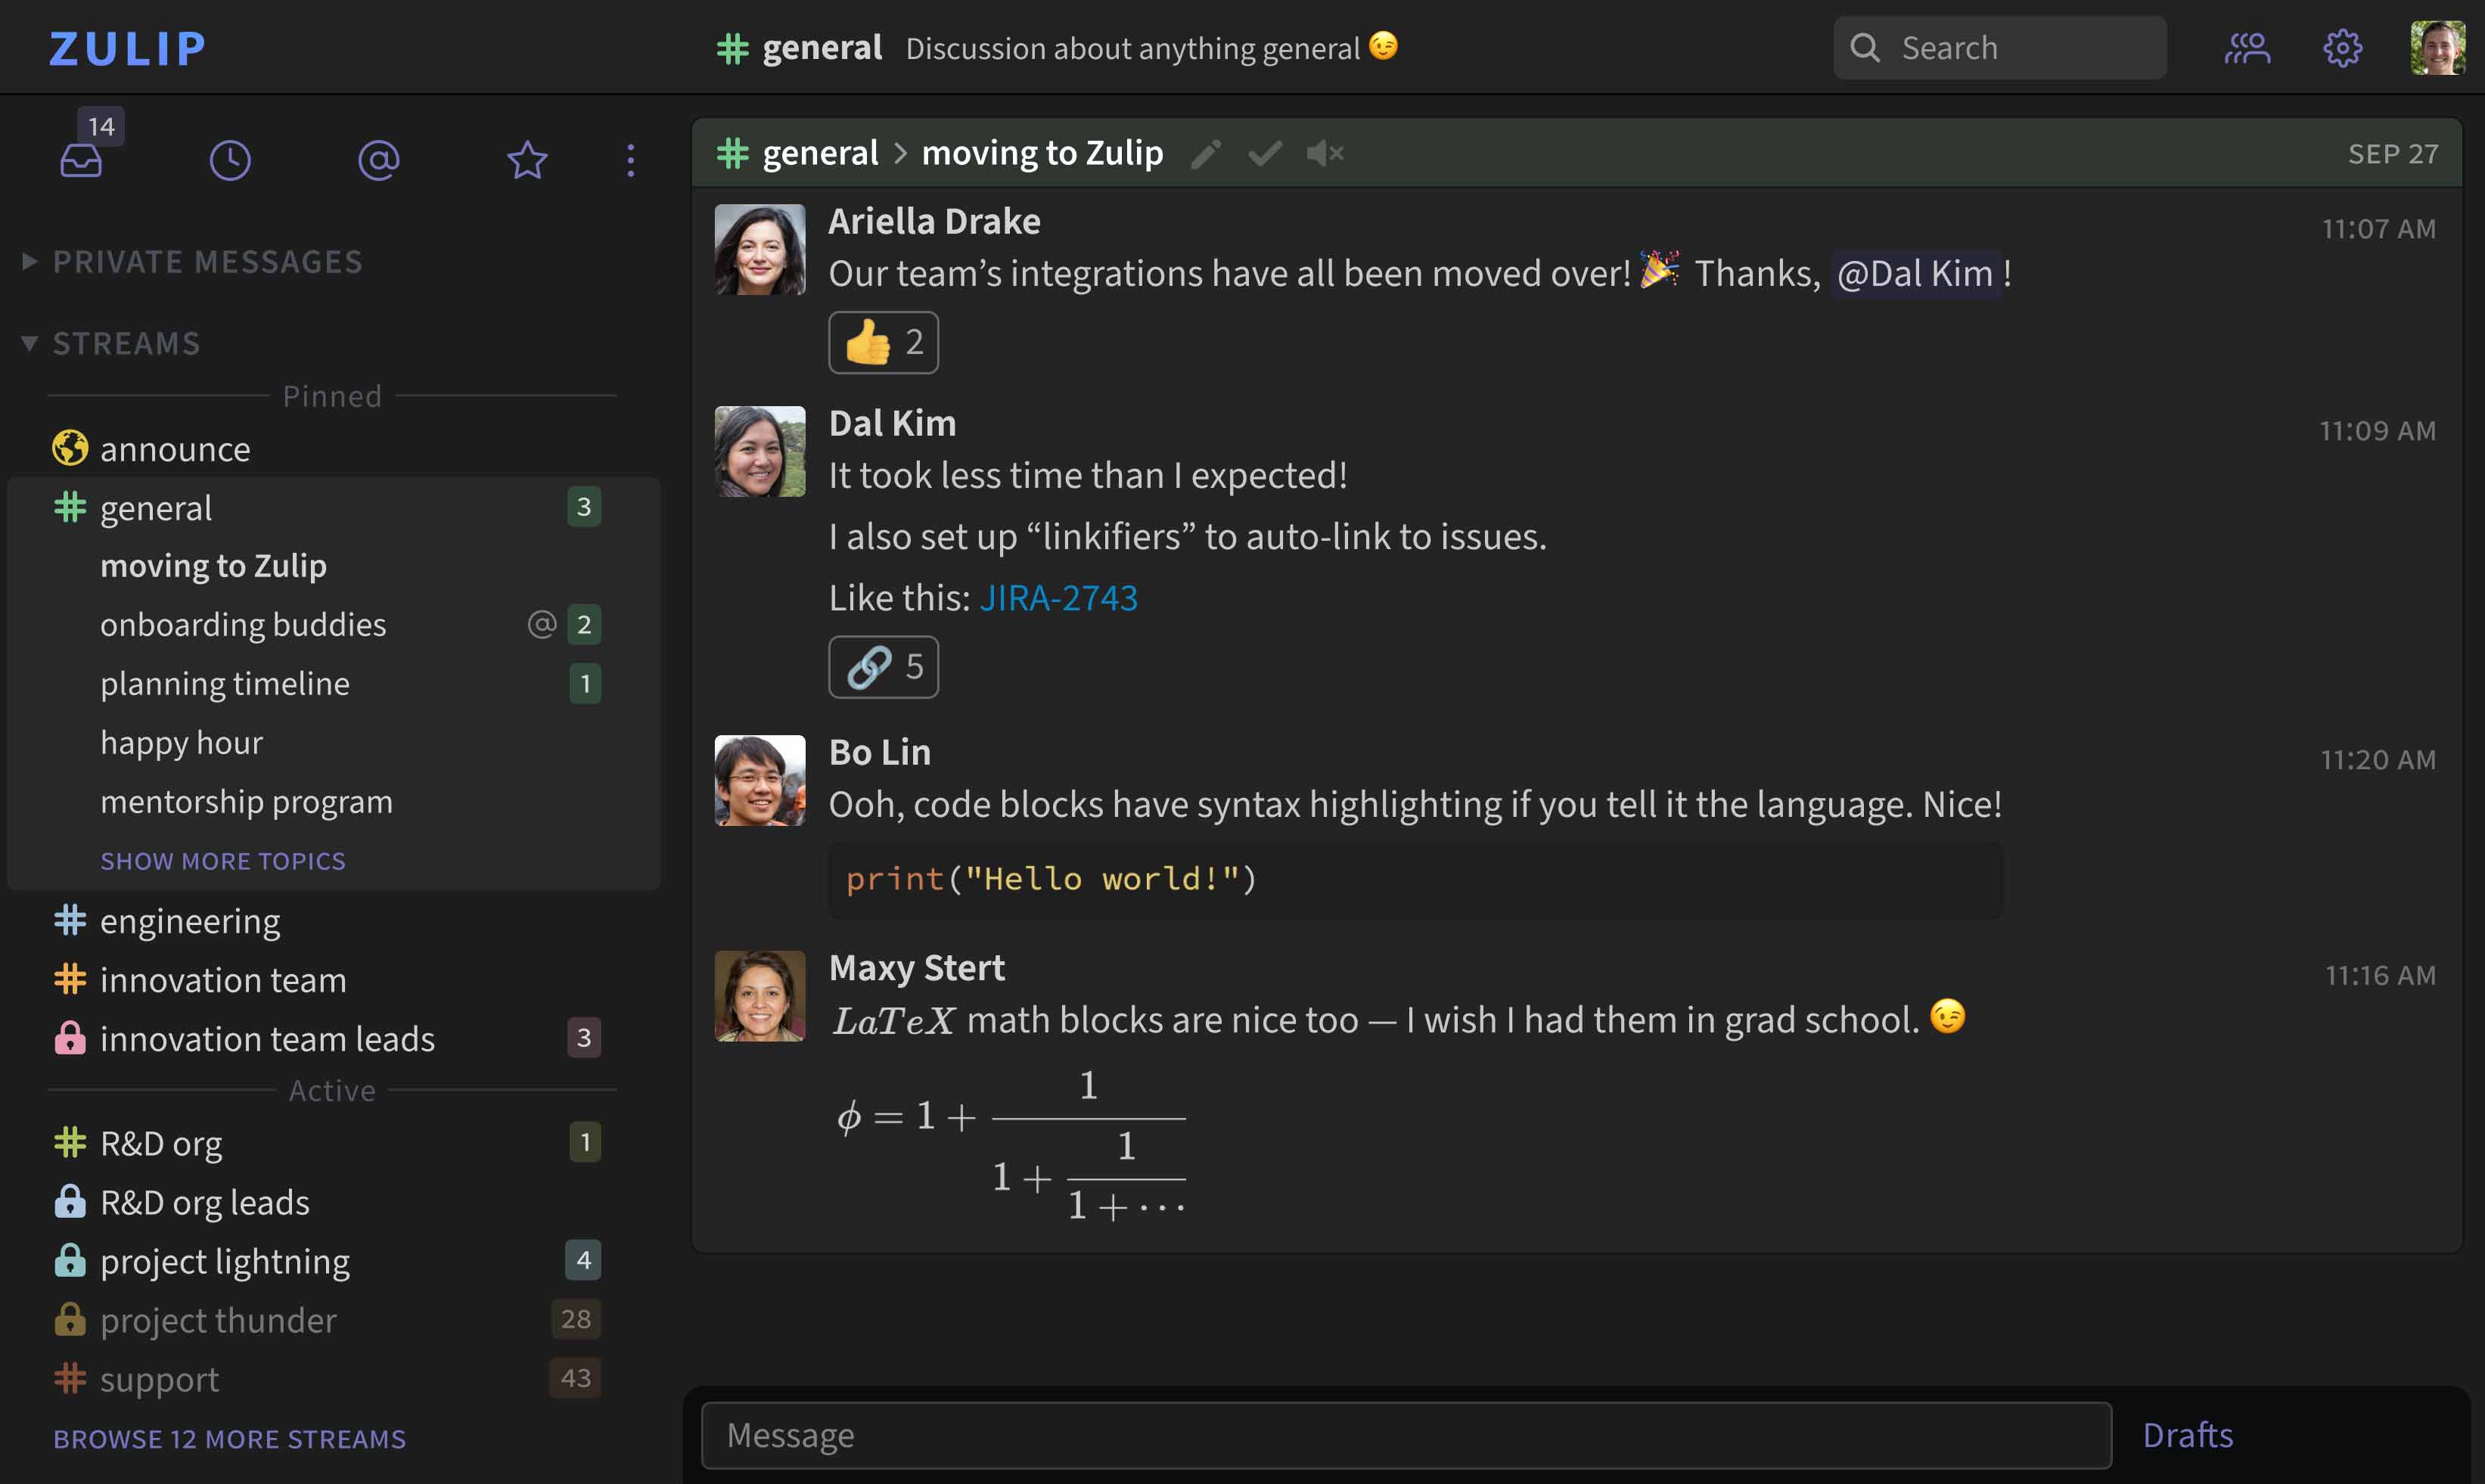 ZULIP
general Discussion about anything general 😉
Search
14
PRIVATE MESSAGES
STREAMS
Pinned
announce
general 3
moving to Zulip
onboarding buddies @ 2
planning timeline 1
happy hour
mentorship program
SHOW MORE TOPICS
engineering
innovation team
innovation team leads 3
Active
R&D org 1
R&D org leads
project lightning 4
project thunder 28
support 43
BROWSE 12 MORE STREAMS
# general > moving to Zulip SEP 27
Ariella Drake 11:07 AM
Our team’s integrations have all been moved over! 🎉 Thanks, @Dal Kim!
👍 2
Dal Kim 11:09 AM
It took less time than I expected!
I also set up “linkifiers” to auto-link to issues.
Like this: JIRA-2743
🔗 5
Bo Lin 11:20 AM
Ooh, code blocks have syntax highlighting if you tell it the language. Nice!
print("Hello world!")
Maxy Stert 11:16 AM
LaTeX math blocks are nice too — I wish I had them in grad school. 😉
1
ϕ = 1 +
1
1 +
1 + ⋯
Message
Drafts